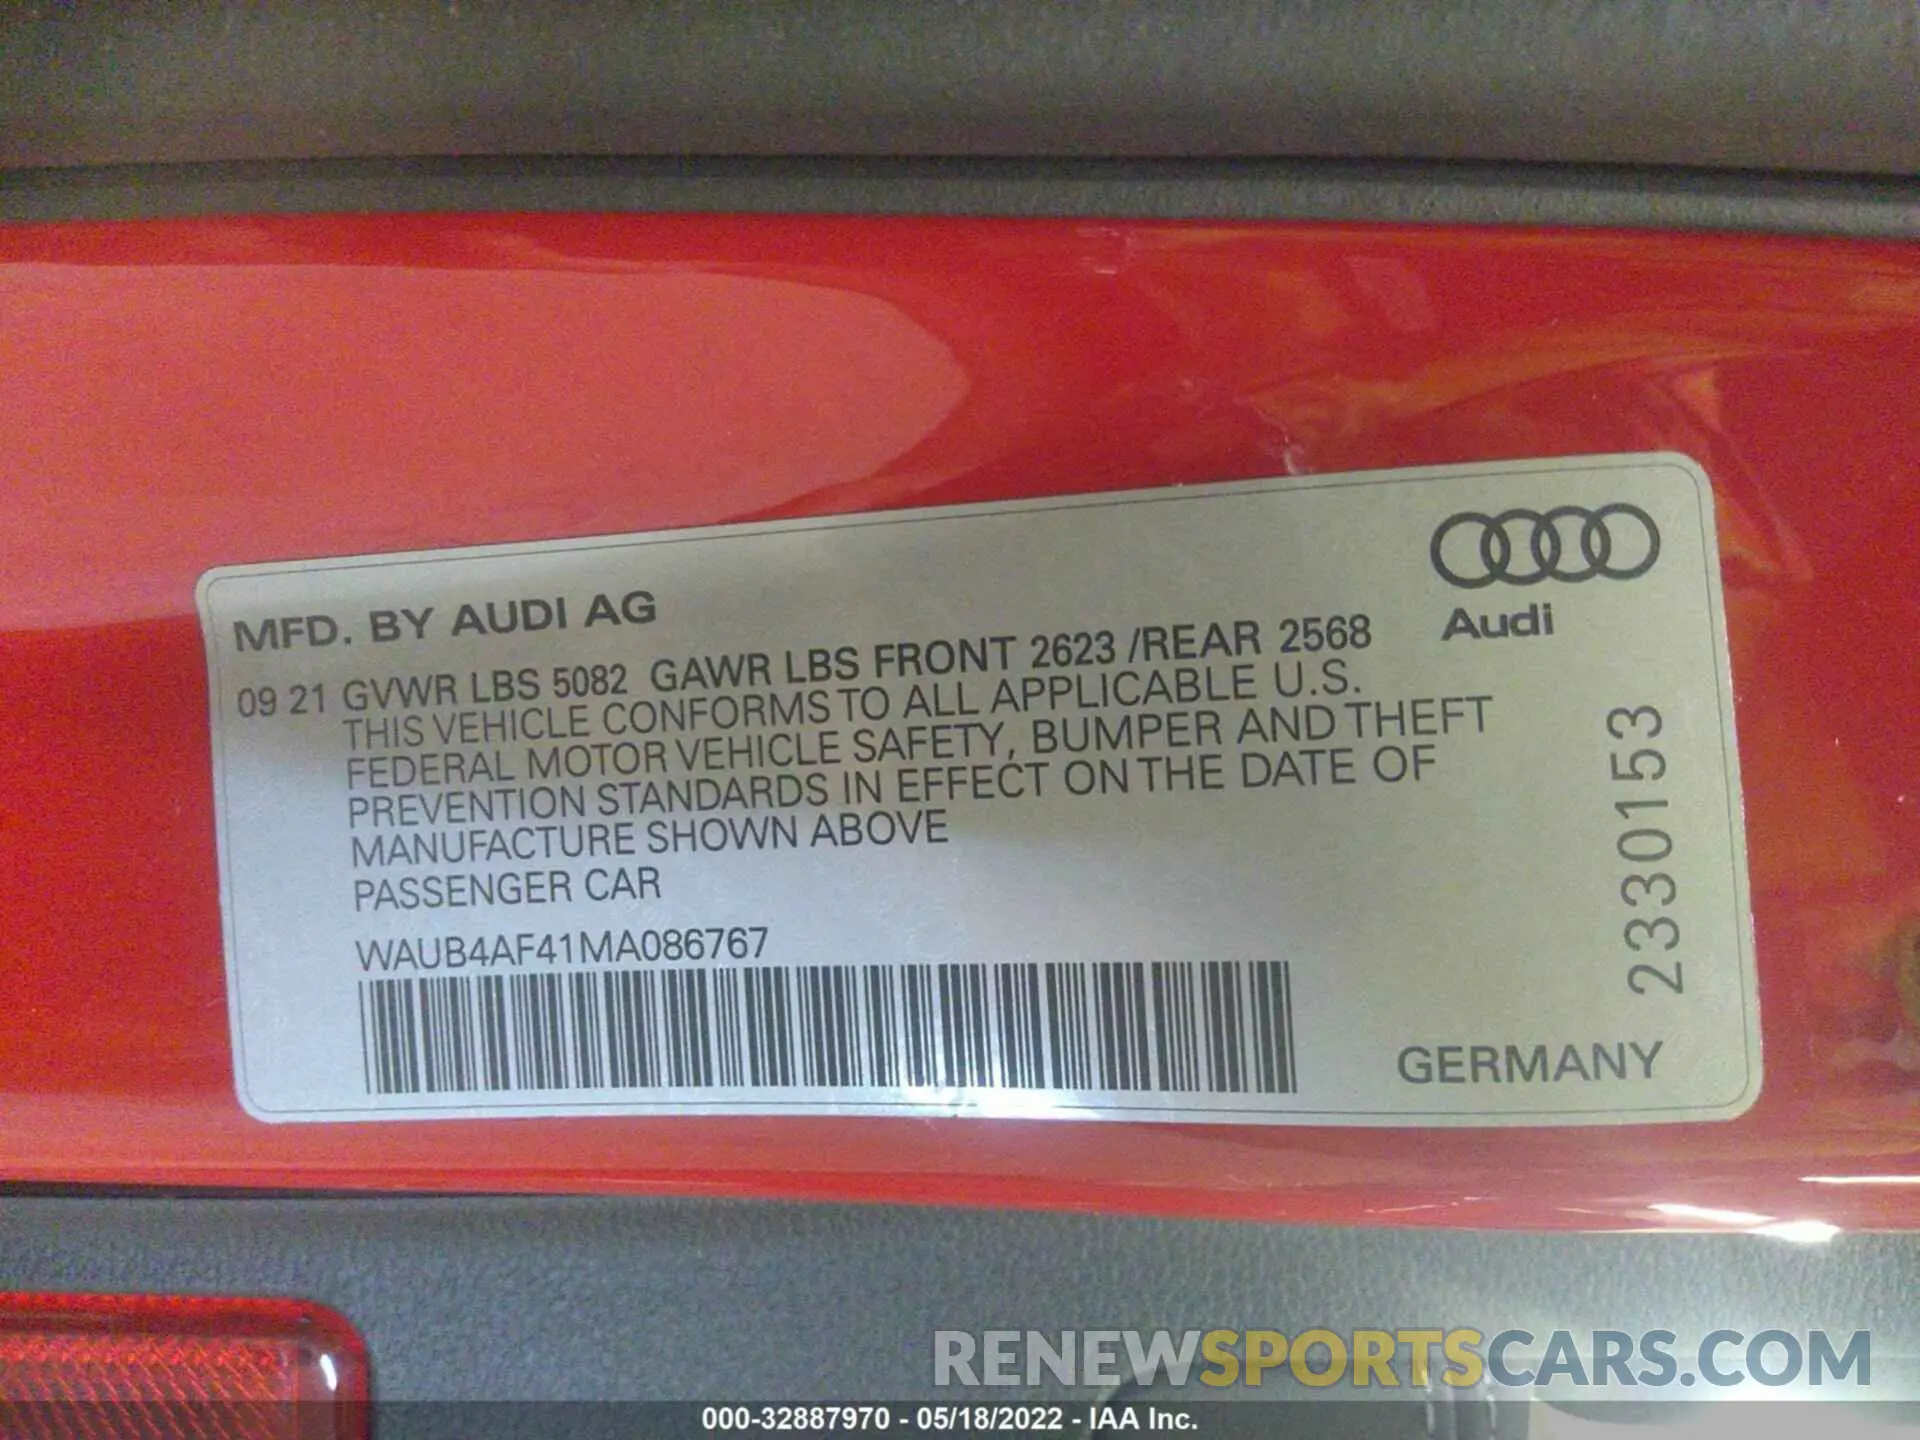 MFD. BY AUDI AG
09 21 GVWR LBS 5082 GAWR LBS FRONT 2623 /REAR 2568
THIS VEHICLE CONFORMS TO ALL APPLICABLE U.S.
FEDERAL MOTOR VEHICLE SAFETY, BUMPER AND THEFT
PREVENTION STANDARDS IN EFFECT ON THE DATE OF
MANUFACTURE SHOWN ABOVE
PASSENGER CAR
WAUB4AF41MA086767
Audi
2330153
GERMANY
RENEWSPORTSCARS.COM
000-32887970 - 05/18/2022 - IAA Inc.